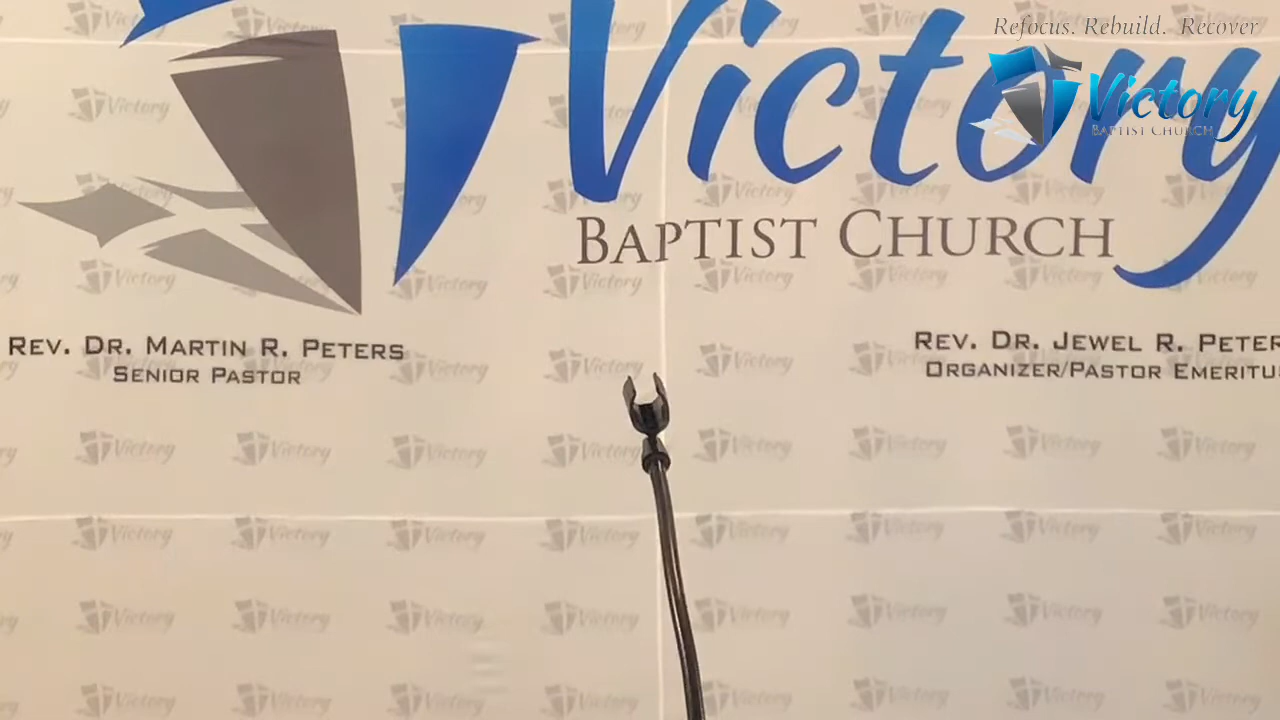 Refocus. Rebuild. Recover
Victory
BAPTIST CHURCH
Victory
BAPTIST CHURCH
REV. DR. MARTIN R. PETERS
SENIOR PASTOR
REV. DR. JEWEL R. PETER
ORGANIZER/PASTOR EMERITU